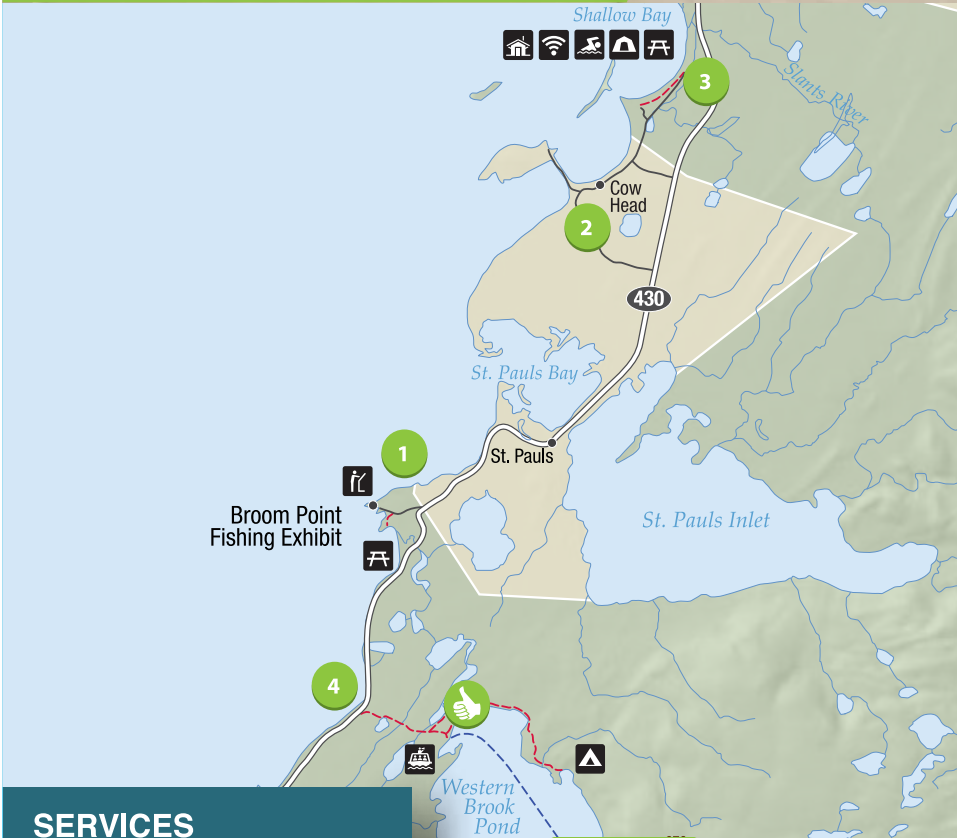 Shallow Bay
3
Slants River
Cow
Head
2
430
St. Pauls Bay
1
St. Pauls
Broom Point
Fishing Exhibit
St. Pauls Inlet
4
Western
Brook
Pond
SERVICES